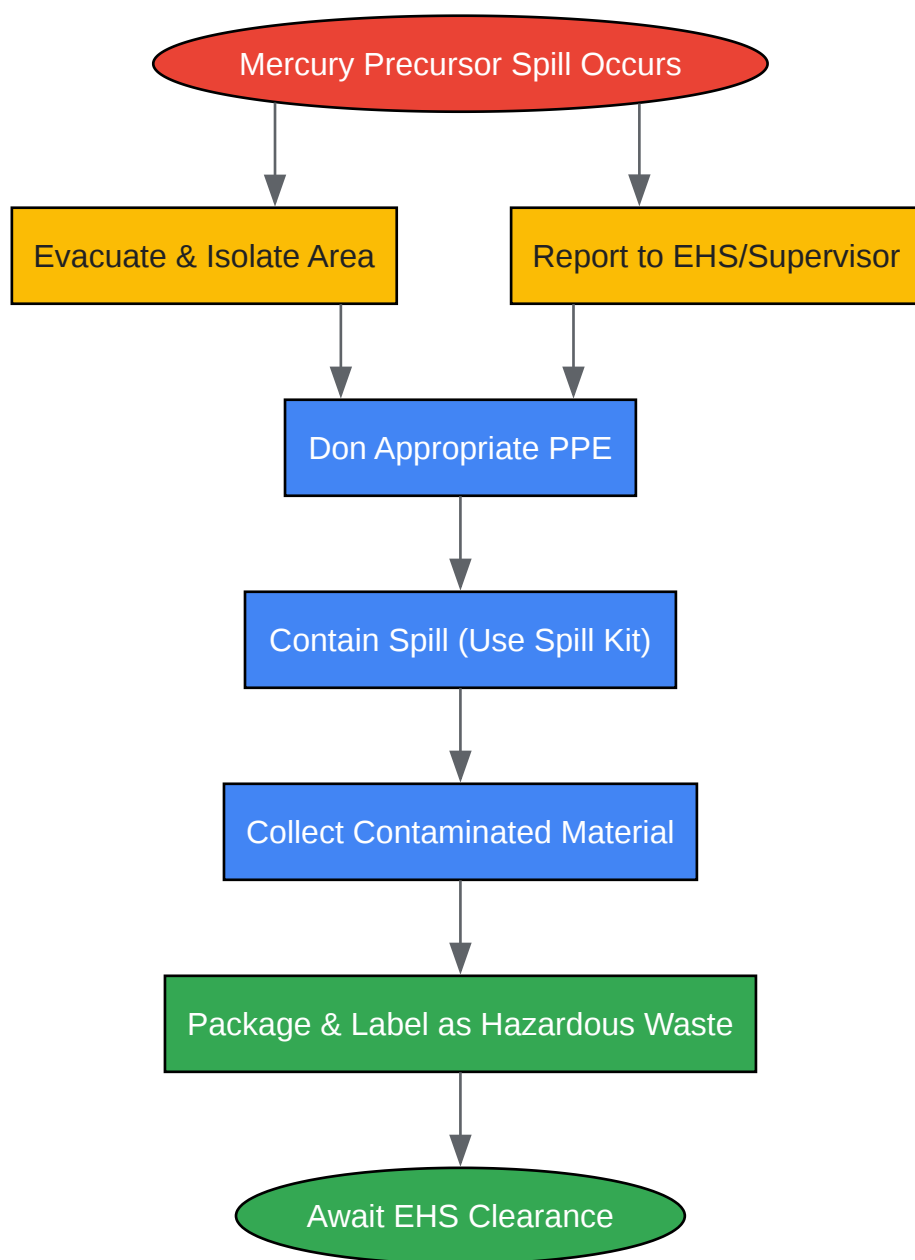 Mercury Precursor Spill Occurs
Evacuate & Isolate Area
Report to EHS/Supervisor
Don Appropriate PPE
Contain Spill (Use Spill Kit)
Collect Contaminated Material
Package & Label as Hazardous Waste
Await EHS Clearance